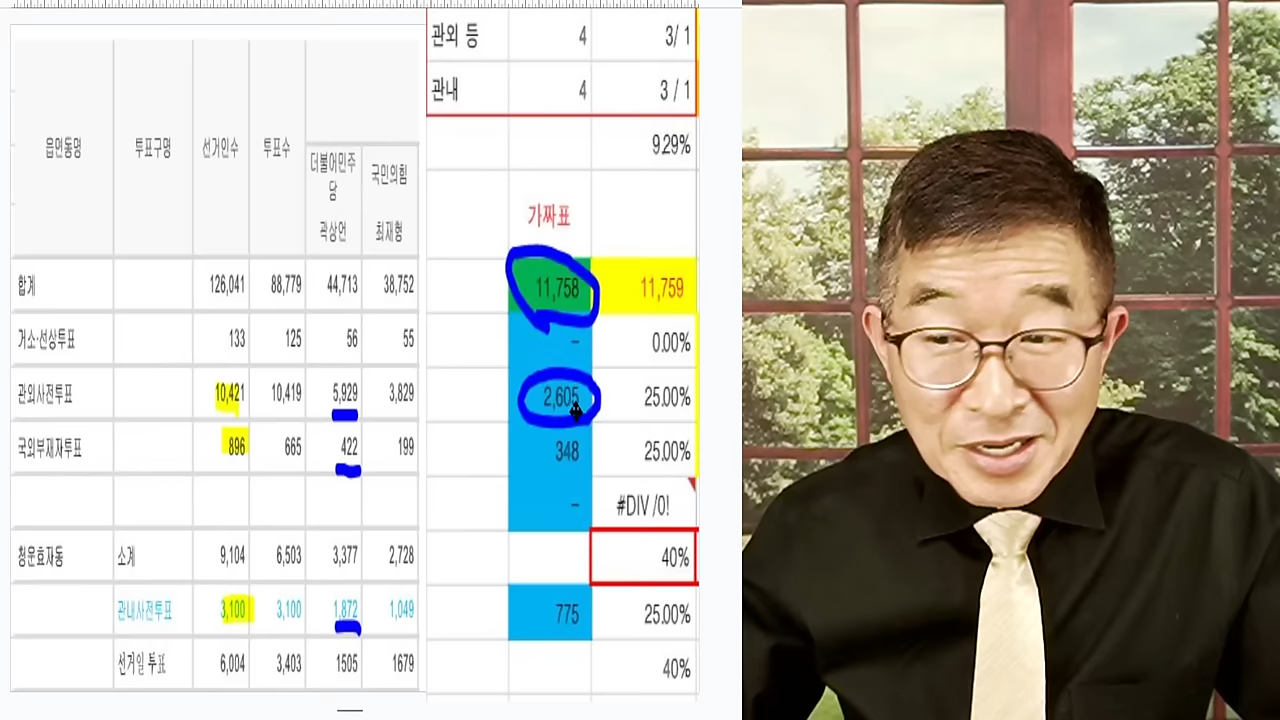 읍면동명 투표구명 선거인수 투표수 더불어민주당 곽상언 국민의힘 최재형
합계 126,041 88,779 44,713 38,752
거소·선상투표 133 125 56 55
관외사전투표 10,421 10,419 5,929 3,829
국외부재자투표 896 665 422 199
청운효자동 소계 9,104 6,503 3,377 2,728
관내사전투표 3,100 3,100 1,872 1,049
선거일 투표 6,004 3,403 1505 1679
관외 등 4 3/ 1
관내 4 3 / 1
9.29%
가짜표
11,758 11,759
– 0.00%
2,605 25.00%
348 25.00%
– #DIV /0!
40%
775 25.00%
40%